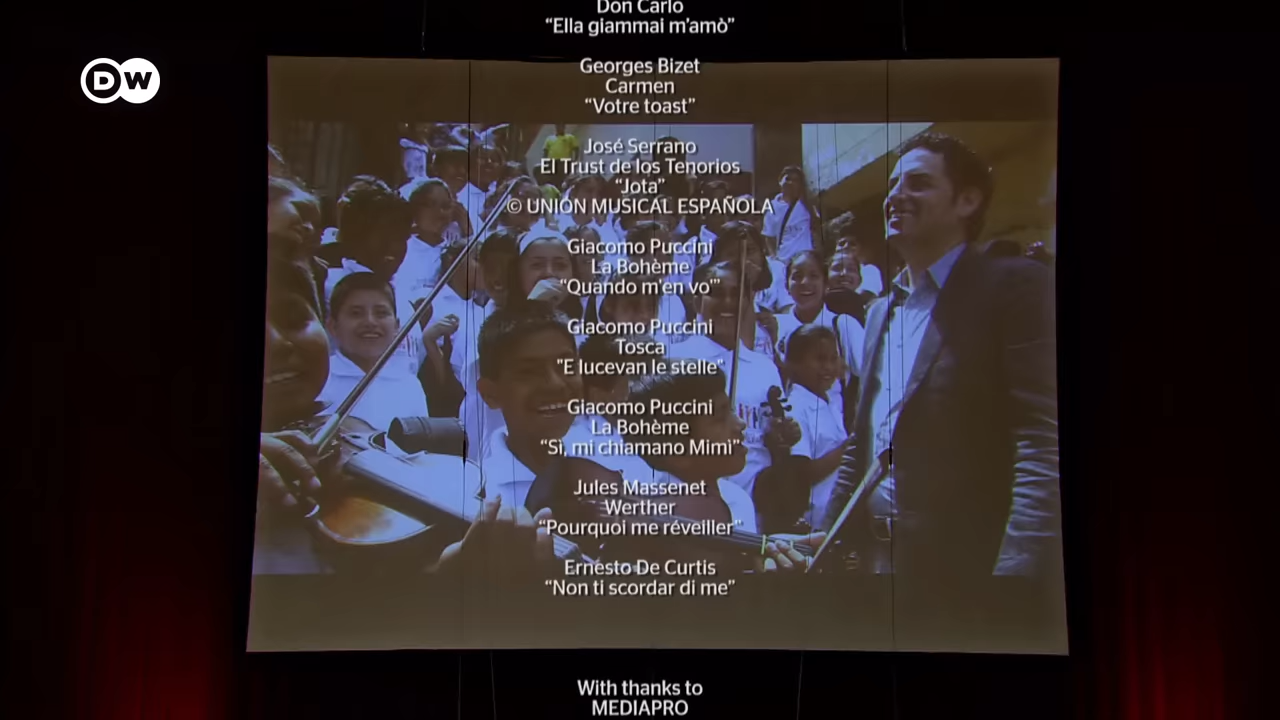 Don Carlo
“Ella giammai m’amò”
DW
Georges Bizet
Carmen
“Votre toast”
José Serrano
El Trust de los Tenorios
“Jota”
© UNIÓN MUSICAL ESPAÑOLA
Giacomo Puccini
La Bohème
“Quando m'en vo'”
Giacomo Puccini
Tosca
"E lucevan le stelle"
Giacomo Puccini
La Bohème
“Sì, mi chiamano Mimì”
Jules Massenet
Werther
“Pourquoi me réveiller”
Ernesto De Curtis
“Non ti scordar di me”
With thanks to
MEDIAPRO